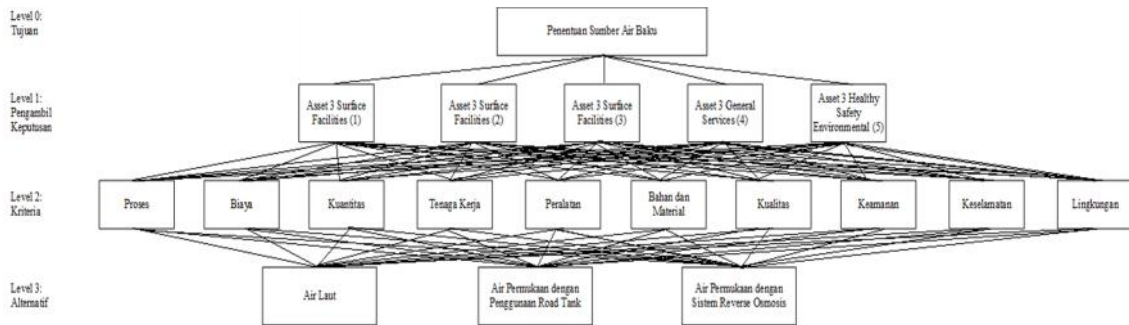 Level 0:
Tujuan
Penentuan Sumber Air Baku
Level 1:
Pengambil
Keputusan
Asset 3 Surface
Facilities (1)
Asset 3 Surface
Facilities (2)
Asset 3 Surface
Facilities (3)
Asset 3 General
Services (4)
Asset 3 Healthy
Safety
Environmental (5)
Level 2:
Kriteria
Proses
Biaya
Kuantitas
Tenaga Kerja
Peralatan
Bahan dan
Material
Kualitas
Keamanan
Keselamatan
Lingkungan
Level 3:
Alternatif
Air Laut
Air Permukaan dengan
Penggunaan Road Tank
Air Permukaan dengan
Sistem Reverse Osmosis